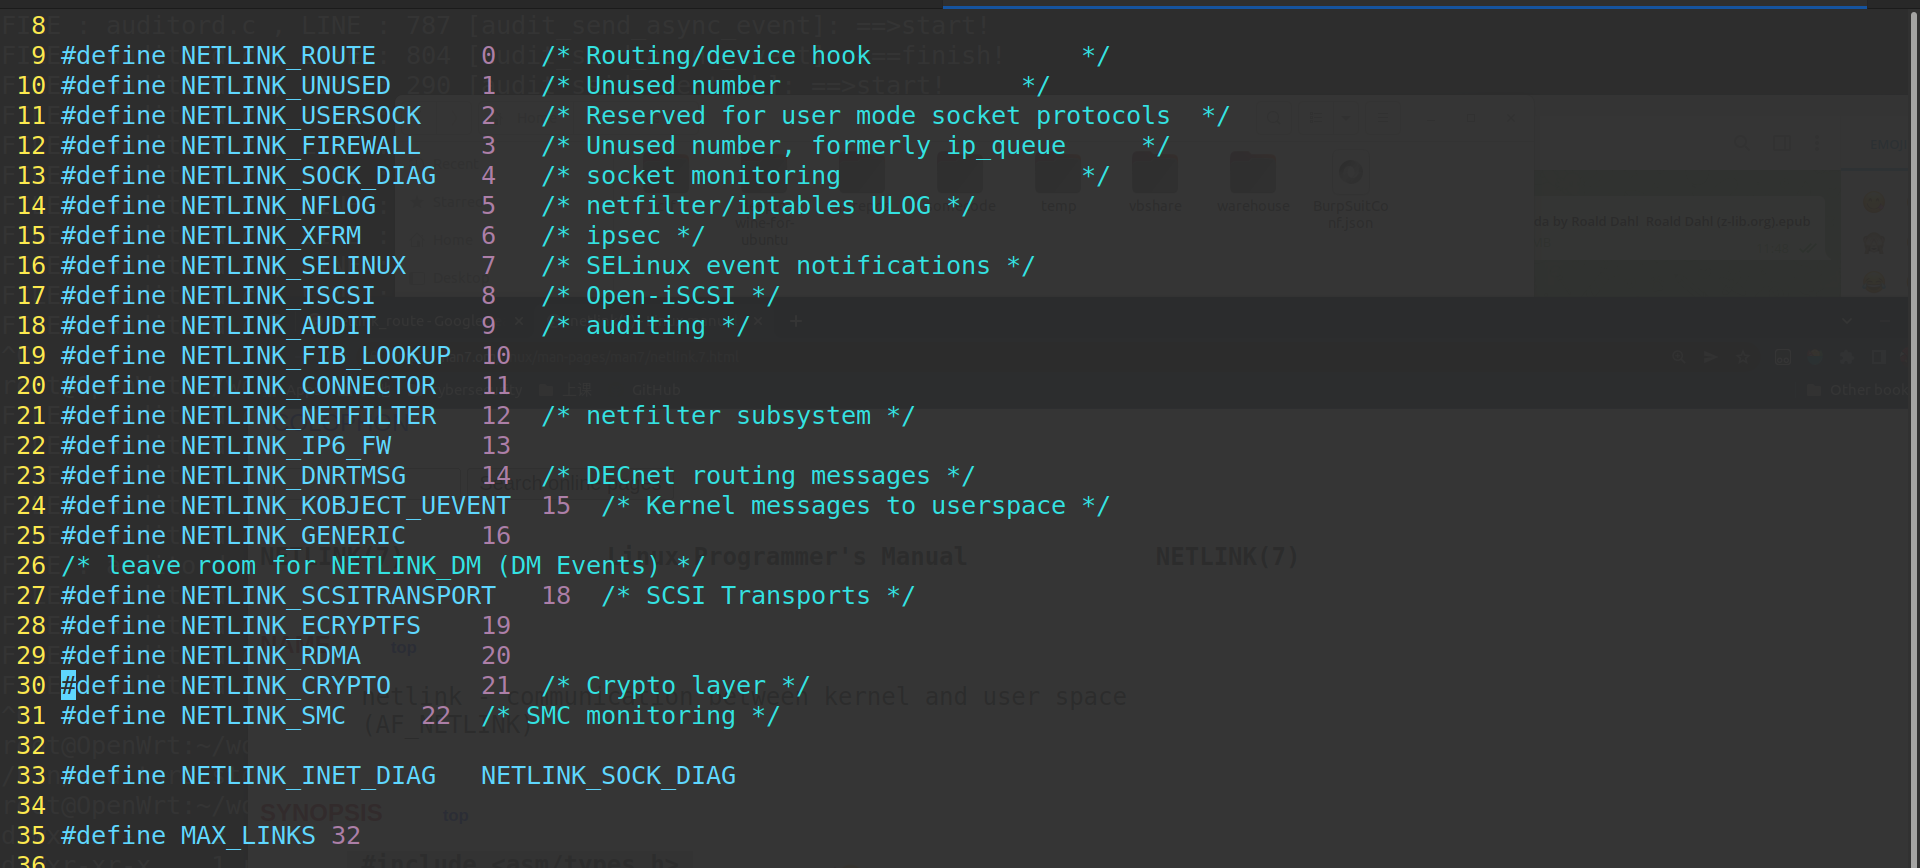 8
9 #define NETLINK_ROUTE 0 /* Routing/device hook */
10 #define NETLINK_UNUSED 1 /* Unused number */
11 #define NETLINK_USERSOCK 2 /* Reserved for user mode socket protocols */
12 #define NETLINK_FIREWALL 3 /* Unused number, formerly ip_queue */
13 #define NETLINK_SOCK_DIAG 4 /* socket monitoring */
14 #define NETLINK_NFLOG 5 /* netfilter/iptables ULOG */
15 #define NETLINK_XFRM 6 /* ipsec */
16 #define NETLINK_SELINUX 7 /* SELinux event notifications */
17 #define NETLINK_ISCSI 8 /* Open-iSCSI */
18 #define NETLINK_AUDIT 9 /* auditing */
19 #define NETLINK_FIB_LOOKUP 10
20 #define NETLINK_CONNECTOR 11
21 #define NETLINK_NETFILTER 12 /* netfilter subsystem */
22 #define NETLINK_IP6_FW 13
23 #define NETLINK_DNRTMSG 14 /* DECnet routing messages */
24 #define NETLINK_KOBJECT_UEVENT 15 /* Kernel messages to userspace */
25 #define NETLINK_GENERIC 16
26 /* leave room for NETLINK_DM (DM Events) */
27 #define NETLINK_SCSITRANSPORT 18 /* SCSI Transports */
28 #define NETLINK_ECRYPTFS 19
29 #define NETLINK_RDMA 20
30 #define NETLINK_CRYPTO 21 /* Crypto layer */
31 #define NETLINK_SMC 22 /* SMC monitoring */
32
33 #define NETLINK_INET_DIAG NETLINK_SOCK_DIAG
34
35 #define MAX_LINKS 32
36